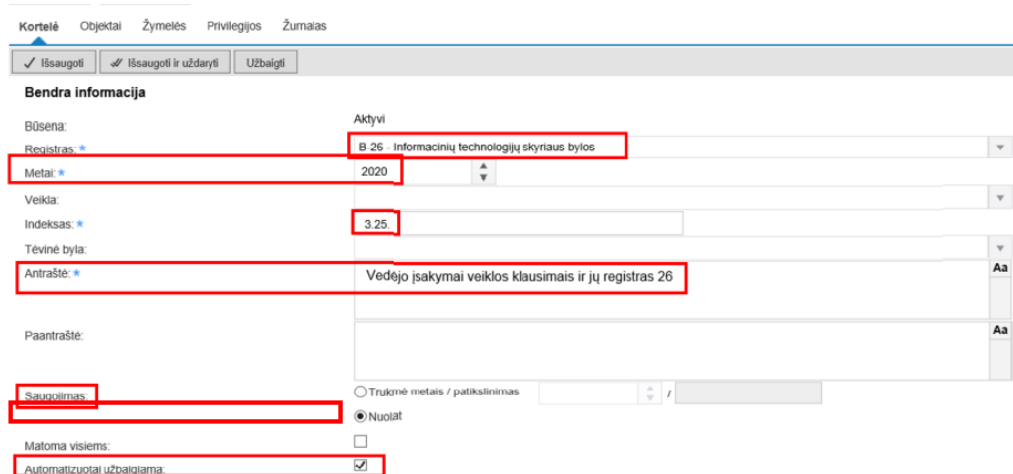 Kortelė Objektai Žymelės Privilegijos Žurnalas
Išsaugoti Išsaugoti ir uždaryti Užbaigti
Bendra informacija
Būsena: Aktyvi
Registras: * B-26 - Informacinių technologijų skyriaus bylos
Metai: * 2020
Veikla:
Indeksas: * 3.25.
Tėvinė byla:
Antraštė: * Vedėjo įsakymai veiklos klausimais ir jų registras 26 Aa
Paantraštė: Aa
Saugojimas: Trukmė metais / patikslinimas /
Nuolat
Matoma visiems:
Automatizuotai užbaigiama: